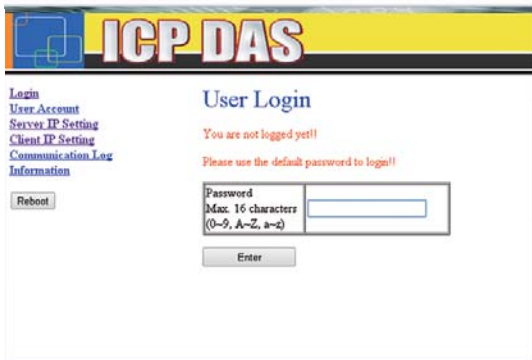 ICP DAS
Login
User Account
Server IP Setting
Client IP Setting
Communication Log
Information
Reboot
User Login
You are not logged yet!!
Please use the default password to login!!
Password
Max. 16 characters
(0~9, A~Z, a~z)
Enter